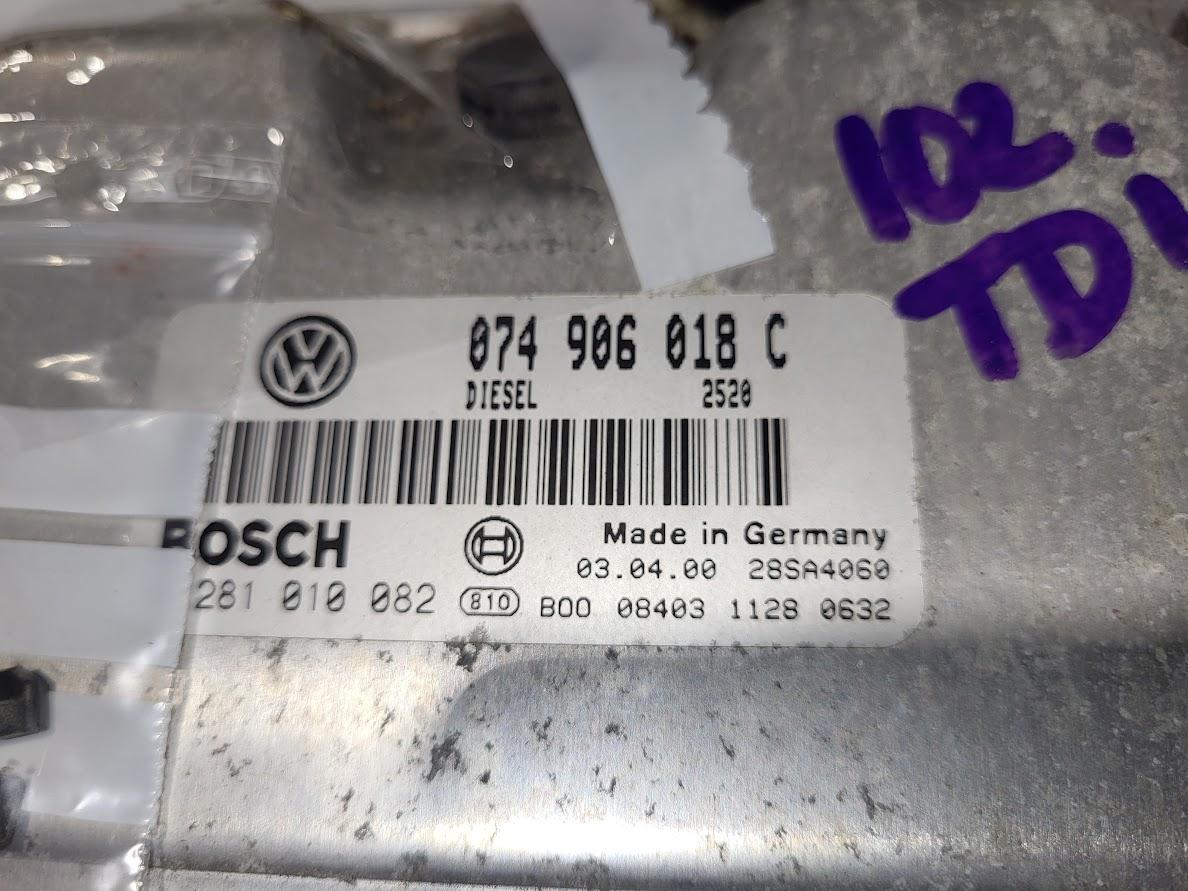 102.
TDI
074 906 018 C
DIESEL 2520
BOSCH
Made in Germany
03.04.00 28SA4060
281 010 082
810
B00 08403 1128 0632